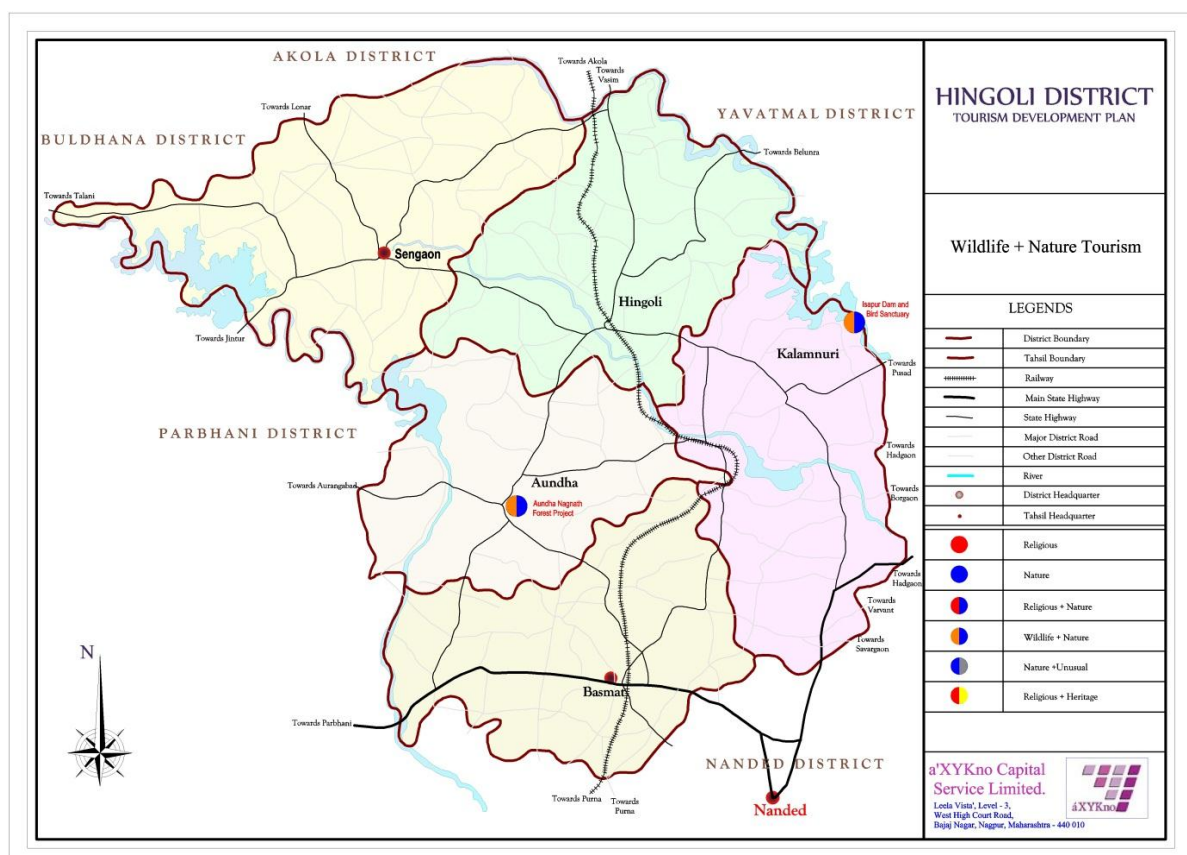 AKOLA DISTRICT
Towards Akola
Towards
Vasim
Towards Lonar
YAVATMAL DISTRICT
BULDHANA DISTRICT
Towards Belunra
Towards Talani
Sengaon
Hingoli
Isapur Dam and
Bird Sanctuary
Towards Jintur
Kalamnuri
Towards
Pusad
PARBHANI DISTRICT
Towards
Hadgaon
Towards Aurangabad
Aundha
Towards
Borgaon
Aundha Nagnath
Forest Project
Towards
Hadgaon
Towards
Varvant
Towards
Savargaon
N
Basmat
Towards Parbhani
NANDED DISTRICT
Towards Purna
Towards
Purna
Nanded
HINGOLI DISTRICT
TOURISM DEVELOPMENT PLAN
Wildlife + Nature Tourism
LEGENDS
District Boundary
Tahsil Boundary
Railway
Main State Highway
State Highway
Major District Road
Other District Road
River
District Headquarter
Tahsil Headquarter
Religious
Nature
Religious + Nature
Wildlife + Nature
Nature +Unusual
Religious + Heritage
a'XYKno Capital
Service Limited.
Leela Vista', Level - 3,
West High Court Road,
Bajaj Nagar, Nagpur, Maharashtra - 440 010
áXYKno